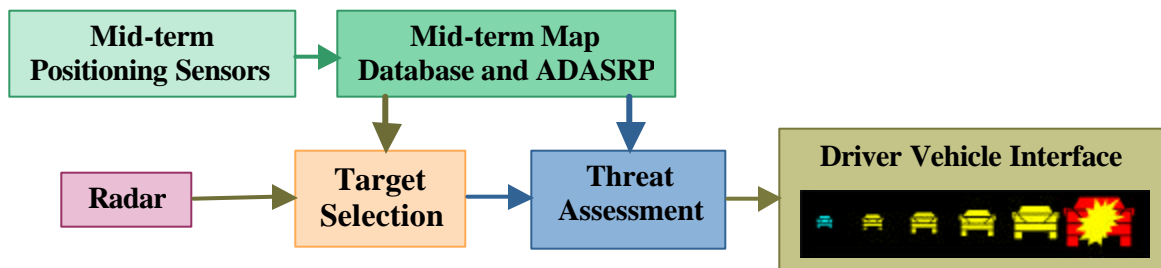 Mid-term
Positioning Sensors
Mid-term Map
Database and ADASRP
Radar
Target
Selection
Threat
Assessment
Driver Vehicle Interface